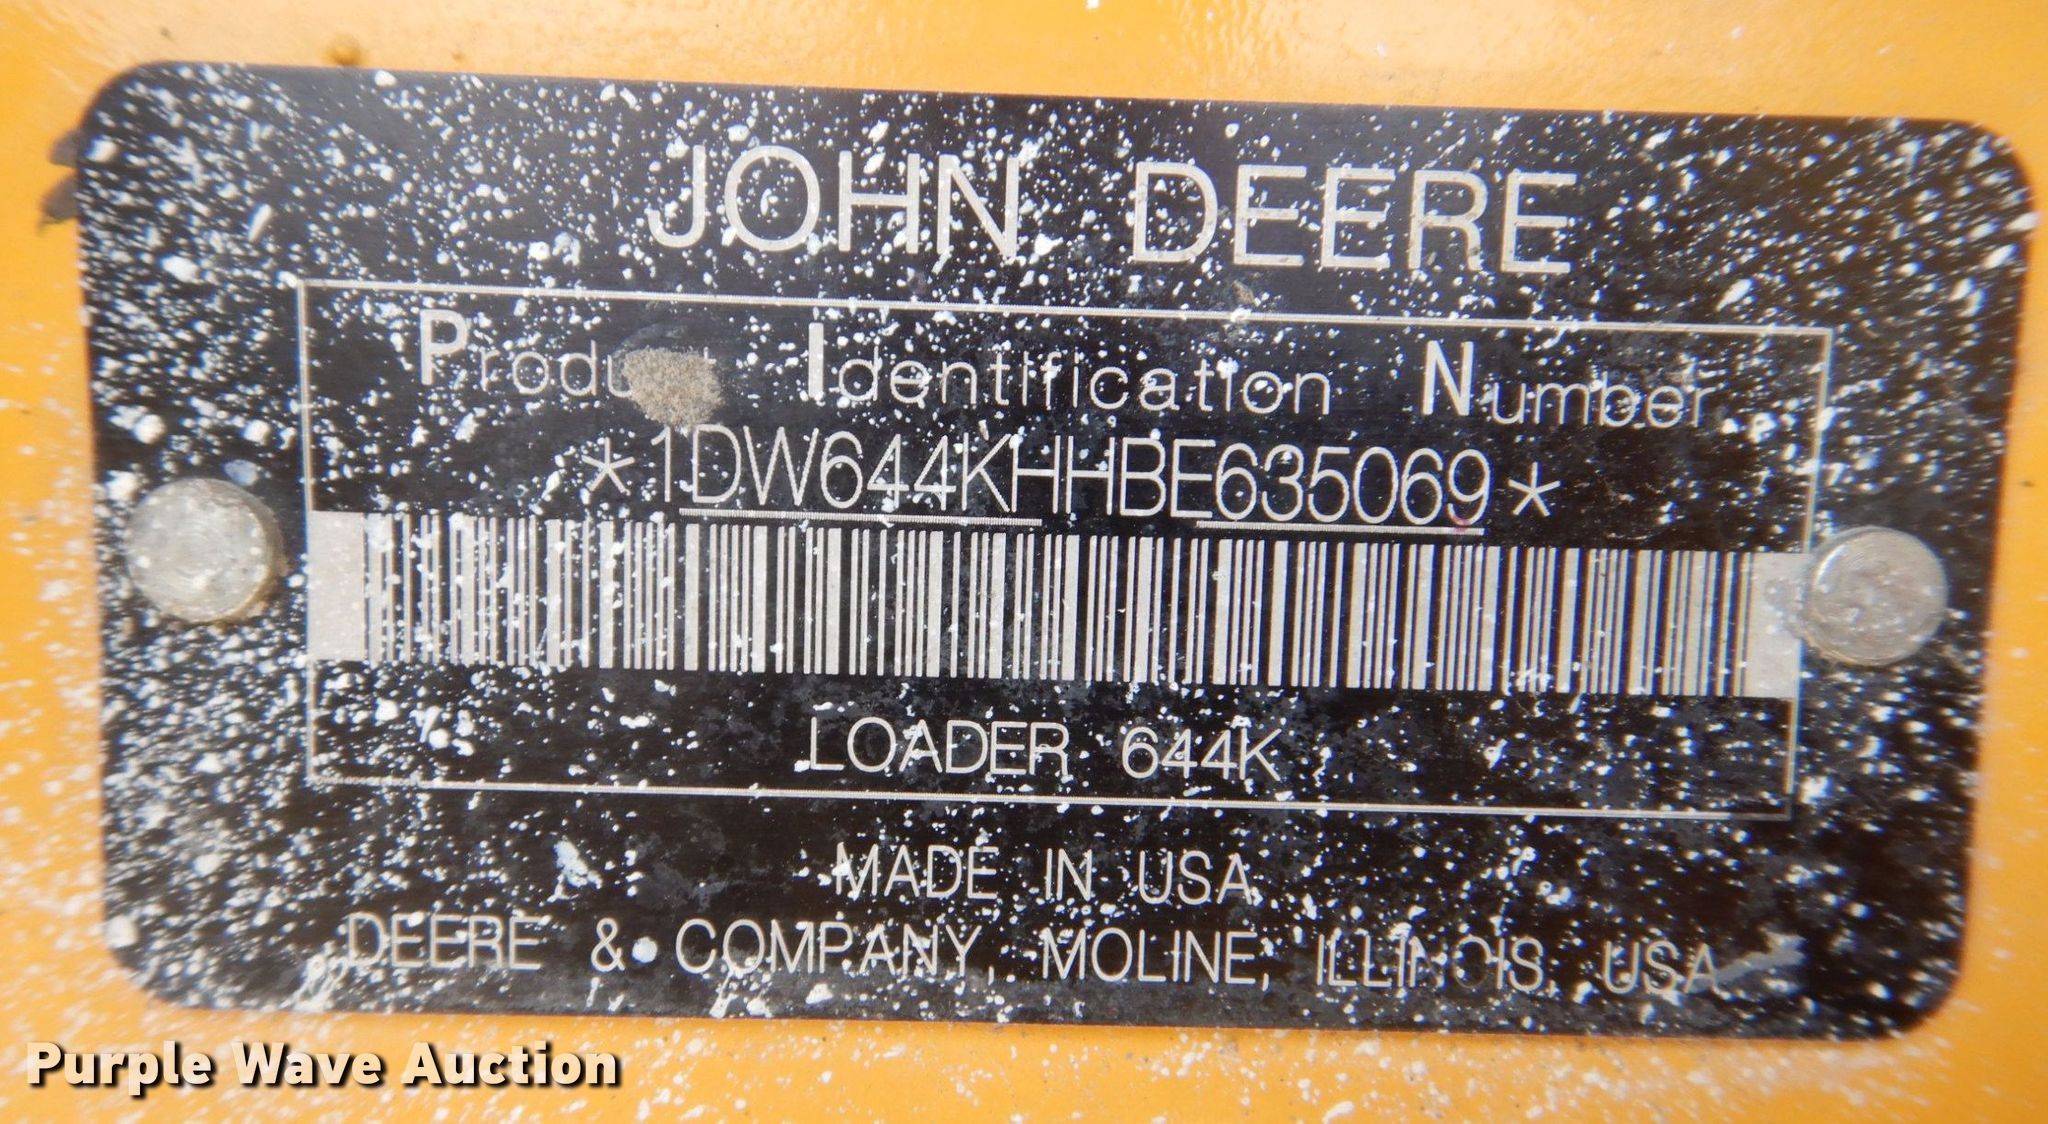 JOHN DEERE
Product Identification Number
*1DW644KHHBE635069*
LOADER 644K
MADE IN USA
DEERE & COMPANY, MOLINE, ILLINOIS, USA
Purple Wave Auction